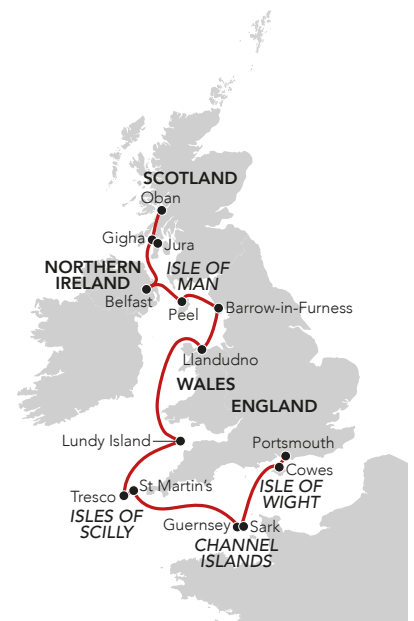 SCOTLAND
Oban
Gigha
Jura
NORTHERN
IRELAND
ISLE OF
MAN
Belfast
Peel
Barrow-in-Furness
Llandudno
WALES
ENGLAND
Lundy Island
Portsmouth
Cowes
ISLE OF
WIGHT
St Martin's
Tresco
ISLES OF
SCILLY
Guernsey
Sark
CHANNEL
ISLANDS